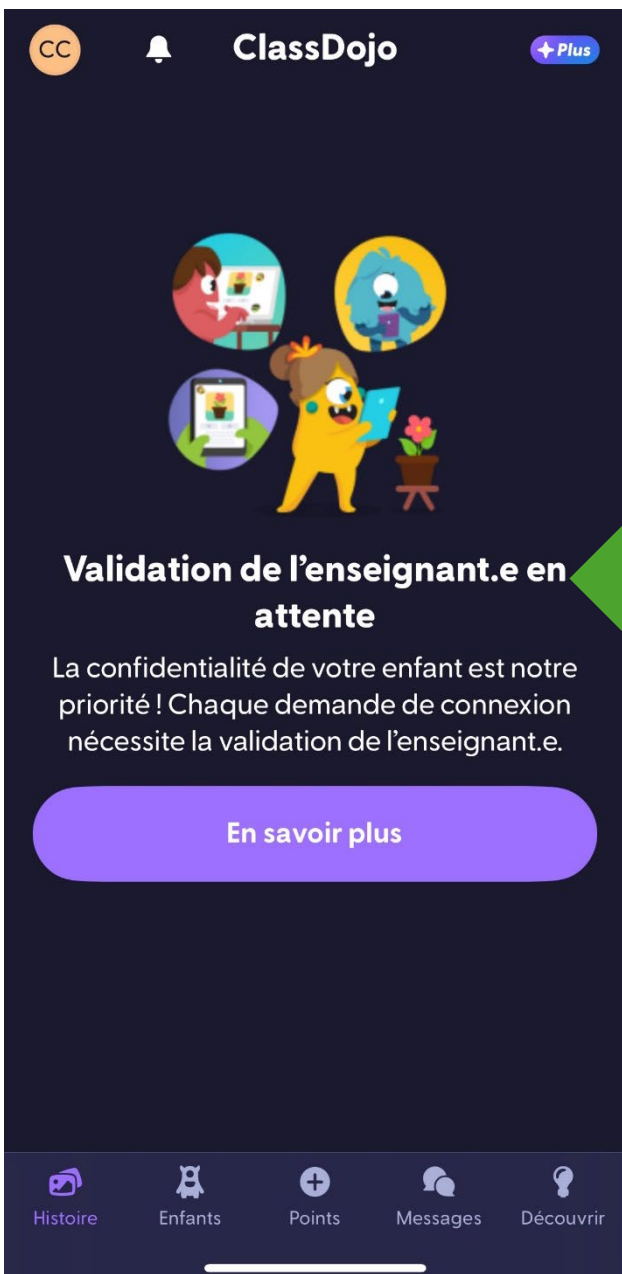 CC
ClassDojo
Plus
Validation de l’enseignant.e en
attente
La confidentialité de votre enfant est notre
priorité ! Chaque demande de connexion
nécessite la validation de l’enseignant.e.
En savoir plus
Histoire
Enfants
Points
Messages
Découvrir